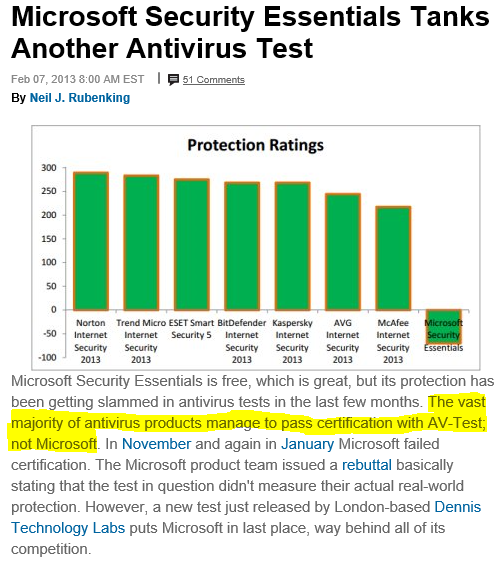 Microsoft Security Essentials Tanks
Another Antivirus Test
Feb 07, 2013 8:00 AM EST | 51 Comments
By Neil J. Rubenking
Protection Ratings
300
250
200
150
100
50
0
-50
-100
Norton Internet Security 2013
Trend Micro Internet Security 2013
ESET Smart Security 5
BitDefender Internet Security 2013
Kaspersky Internet Security 2013
AVG Internet Security 2013
McAfee Internet Security 2013
Microsoft Security Essentials
Microsoft Security Essentials is free, which is great, but its protection has
been getting slammed in antivirus tests in the last few months. The vast
majority of antivirus products manage to pass certification with AV-Test;
not Microsoft. In November and again in January Microsoft failed
certification. The Microsoft product team issued a rebuttal basically
stating that the test in question didn't measure their actual real-world
protection. However, a new test just released by London-based Dennis
Technology Labs puts Microsoft in last place, way behind all of its
competition.